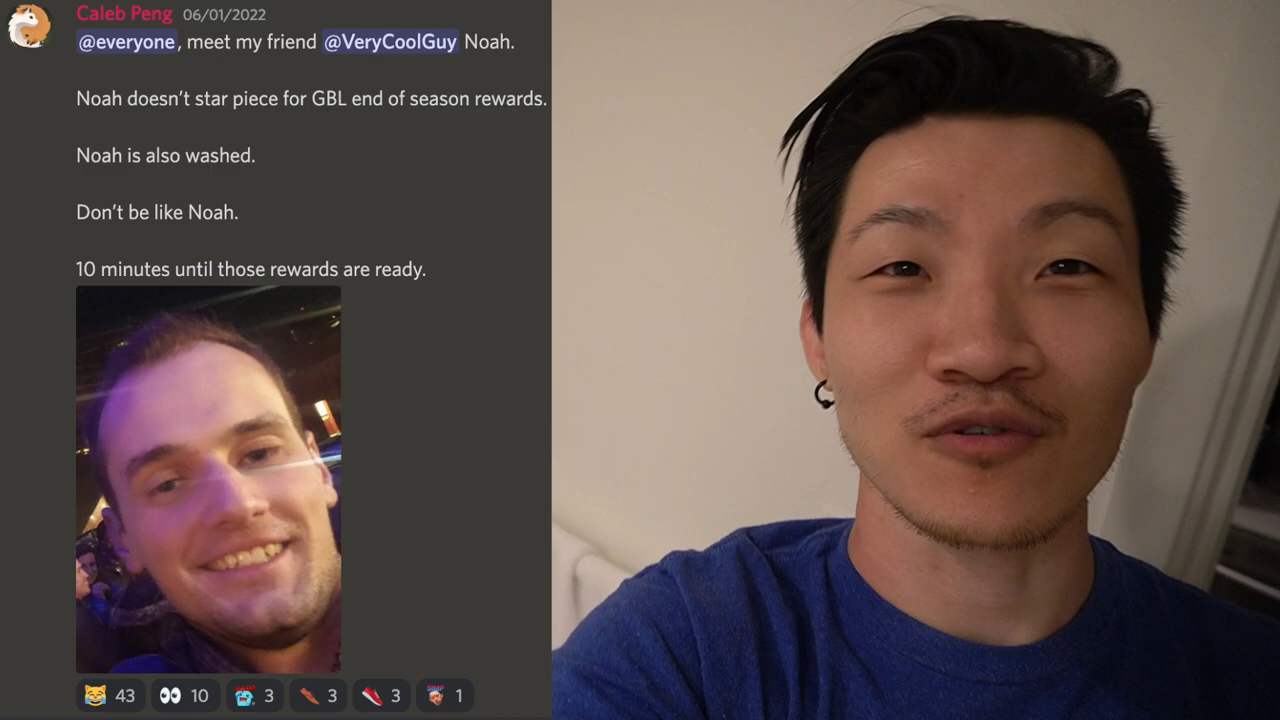 Caleb Peng 06/01/2022
@everyone, meet my friend @VeryCoolGuy Noah.
Noah doesn’t star piece for GBL end of season rewards.
Noah is also washed.
Don’t be like Noah.
10 minutes until those rewards are ready.
43 10 3 3 3 1